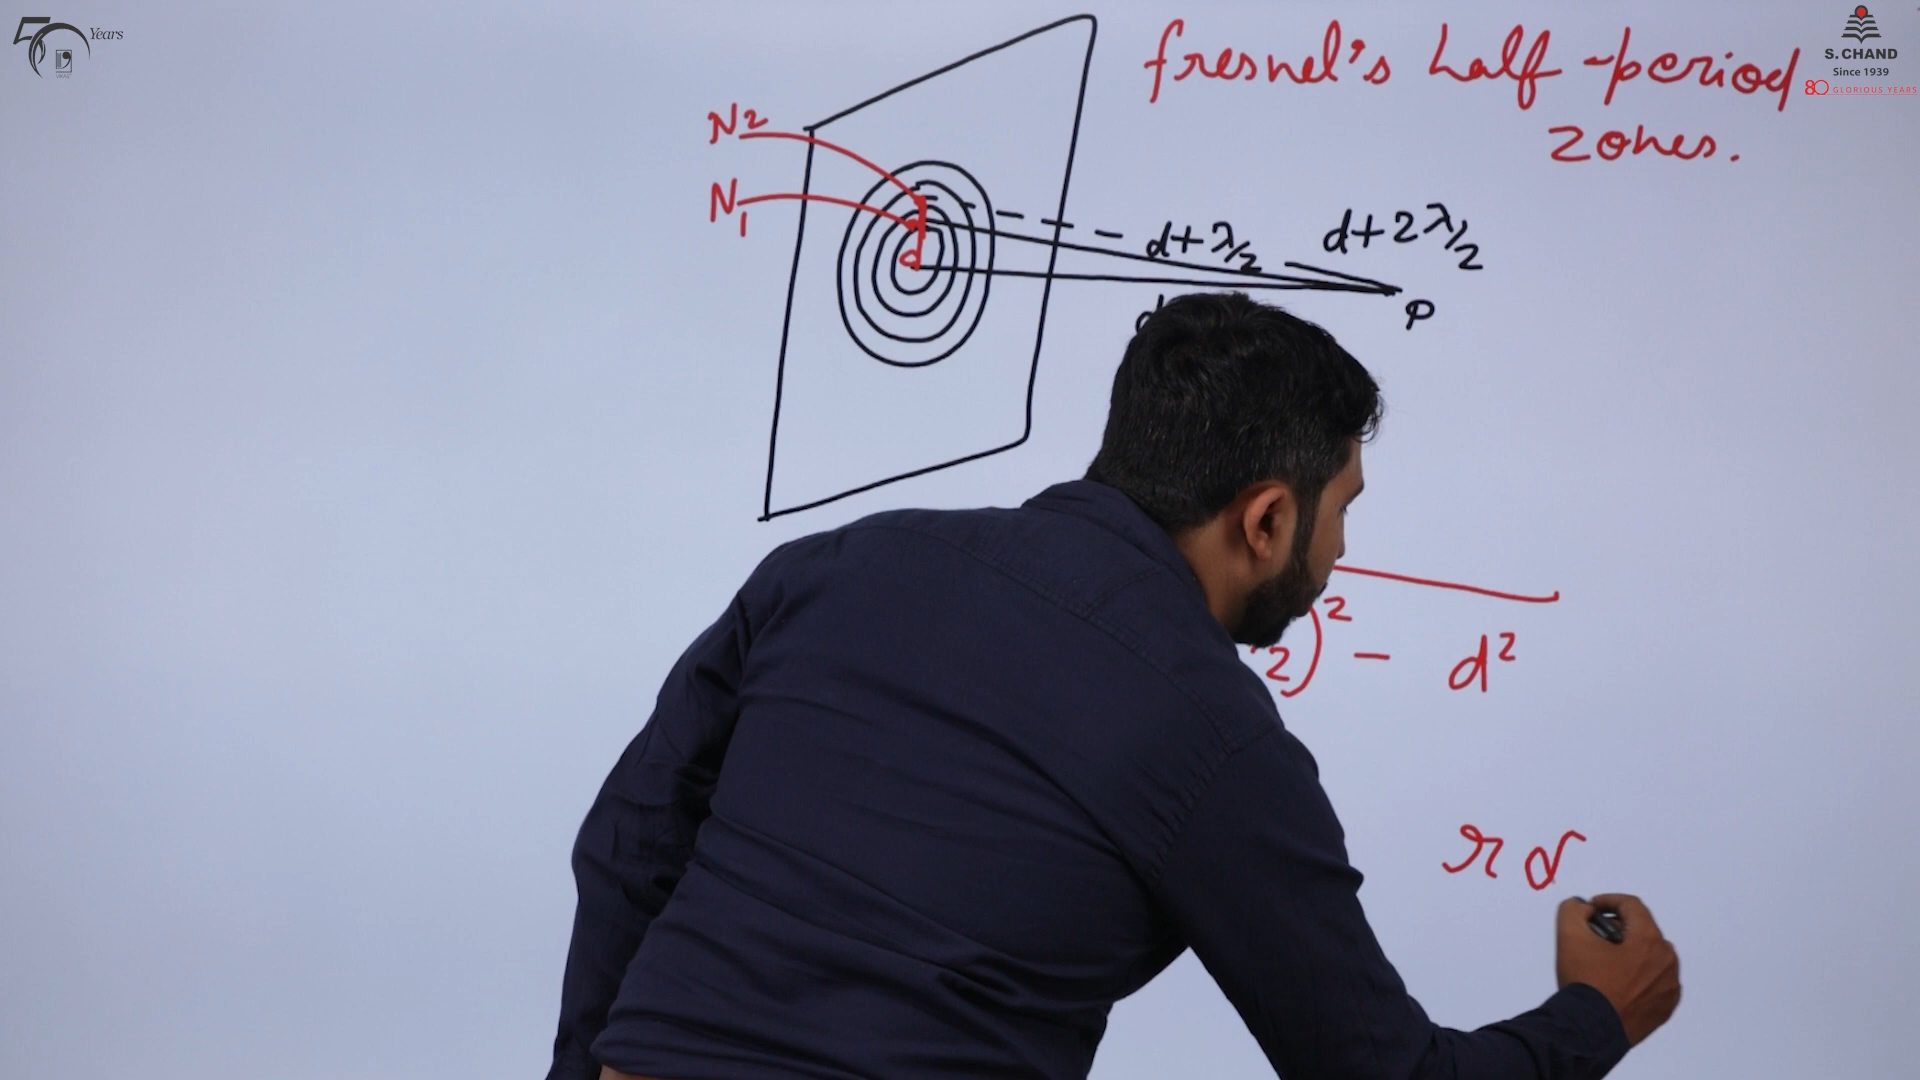 50 Years
S. CHAND
Since 1939
80 GLORIOUS YEARS
fresnel's half-period
zones.
N2
N1
d+λ/2
d+2λ/2
P
d
2)² - d²
r α